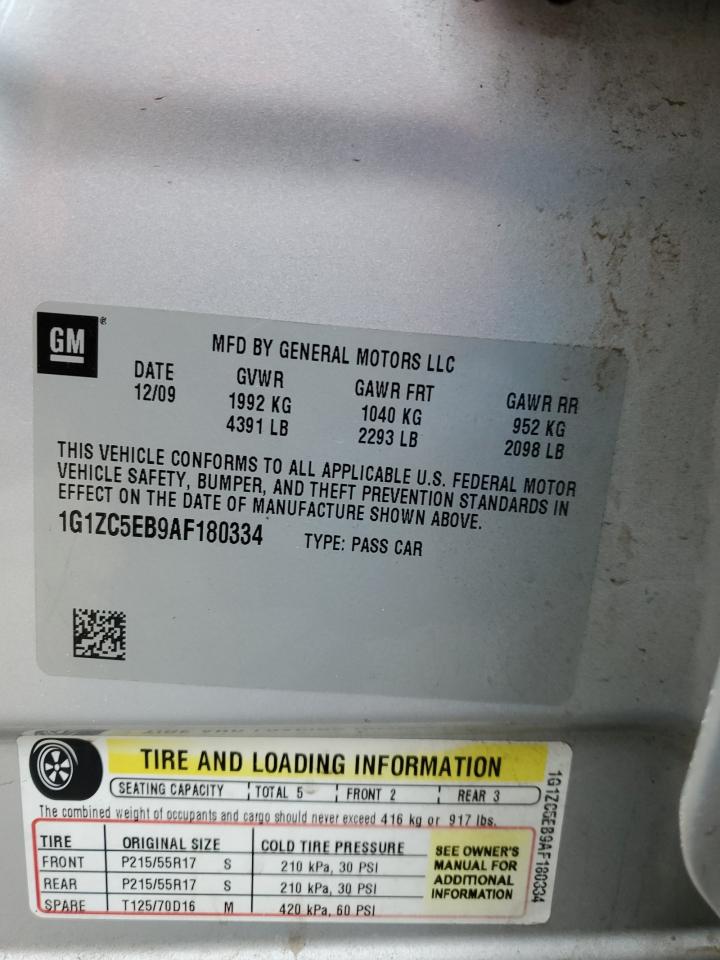 GM ®
MFD BY GENERAL MOTORS LLC
DATE GVWR GAWR FRT GAWR RR
12/09 1992 KG 1040 KG 952 KG
4391 LB 2293 LB 2098 LB
THIS VEHICLE CONFORMS TO ALL APPLICABLE U.S. FEDERAL MOTOR
VEHICLE SAFETY, BUMPER, AND THEFT PREVENTION STANDARDS IN
EFFECT ON THE DATE OF MANUFACTURE SHOWN ABOVE.
1G1ZC5EB9AF180334 TYPE: PASS CAR
TIRE AND LOADING INFORMATION
SEATING CAPACITY TOTAL 5 FRONT 2 REAR 3
The combined weight of occupants and cargo should never exceed 416 kg or 917 lbs.
TIRE ORIGINAL SIZE COLD TIRE PRESSURE
FRONT P215/55R17 S 210 kPa, 30 PSI
REAR P215/55R17 S 210 kPa, 30 PSI
SPARE T125/70D16 M 420 kPa, 60 PSI
SEE OWNER'S
MANUAL FOR
ADDITIONAL
INFORMATION
1G1ZC5EB9AF180334